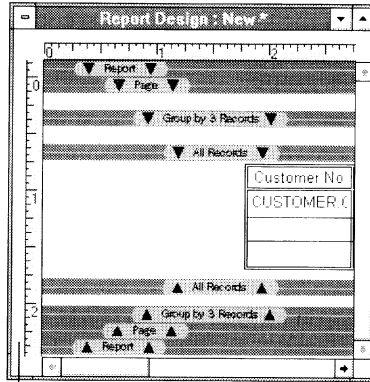 Report Design : New *
0 1 2
Report
0
Page
Group by 3 Records
All Records
Customer No
1
CUSTOMER.C
All Records
2
Group by 3 Records
Page
Report